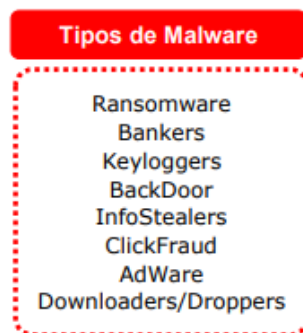 Tipos de Malware
Ransomware
Bankers
Keyloggers
BackDoor
InfoStealers
ClickFraud
AdWare
Downloaders/Droppers